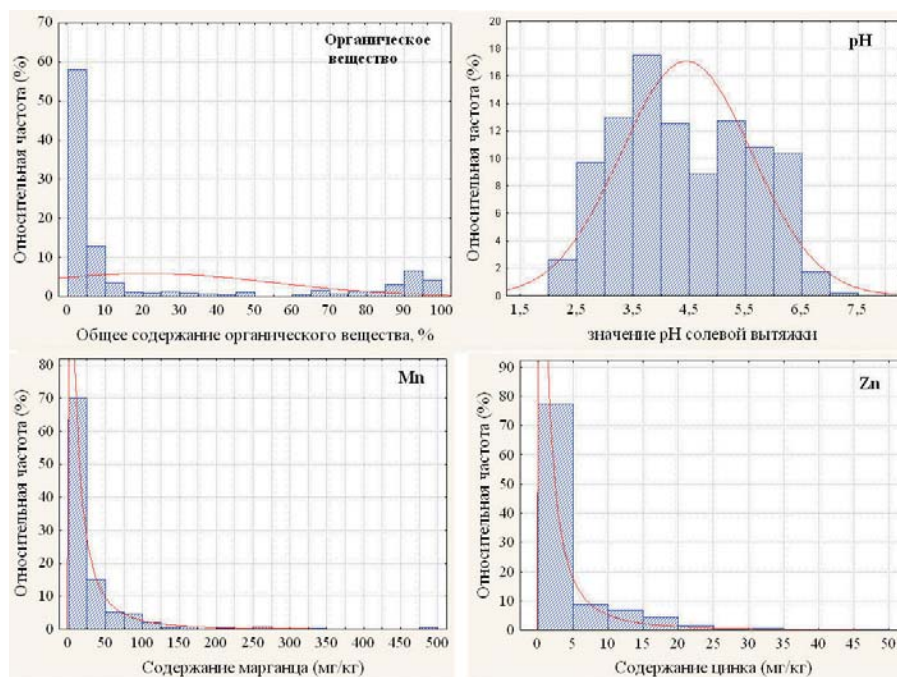 Органическое
вещество
Относительная частота (%)
70
60
50
40
30
20
10
0
0 10 20 30 40 50 60 70 80 90 100
Общее содержание органического вещества, %
pH
Относительная частота (%)
20
18
16
14
12
10
8
6
4
2
0
1,5 2,5 3,5 4,5 5,5 6,5 7,5
значение pH солевой вытяжки
Mn
Относительная частота (%)
80
70
60
50
40
30
20
10
0
0 50 100 150 200 250 300 350 400 450 500
Содержание марганца (мг/кг)
Zn
Относительная частота (%)
90
80
70
60
50
40
30
20
10
0
0 5 10 15 20 25 30 35 40 45 50
Содержание цинка (мг/кг)